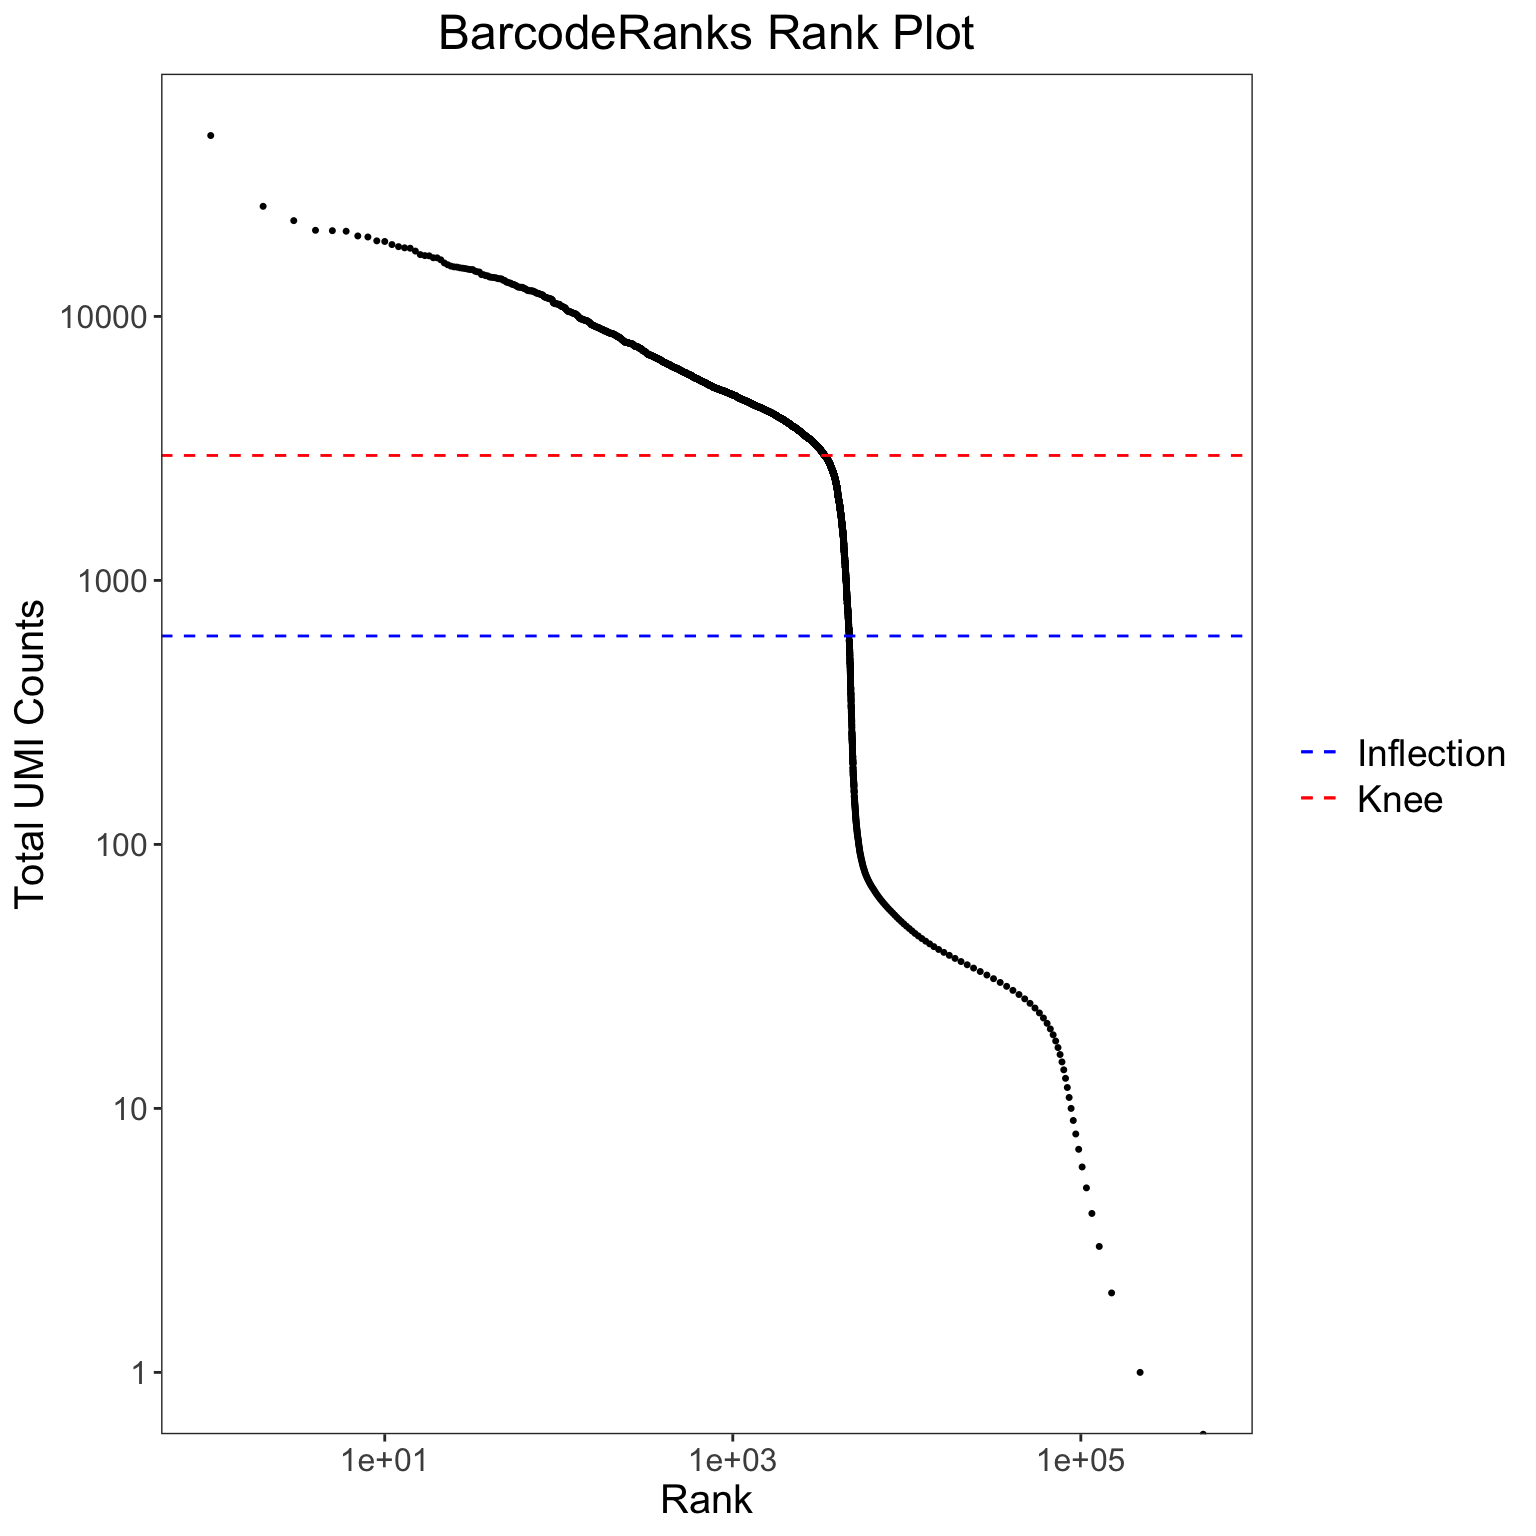 BarcodeRanks Rank Plot
Total UMI Counts
10000
1000
100
10
1
1e+01
1e+03
1e+05
Rank
Inflection
Knee